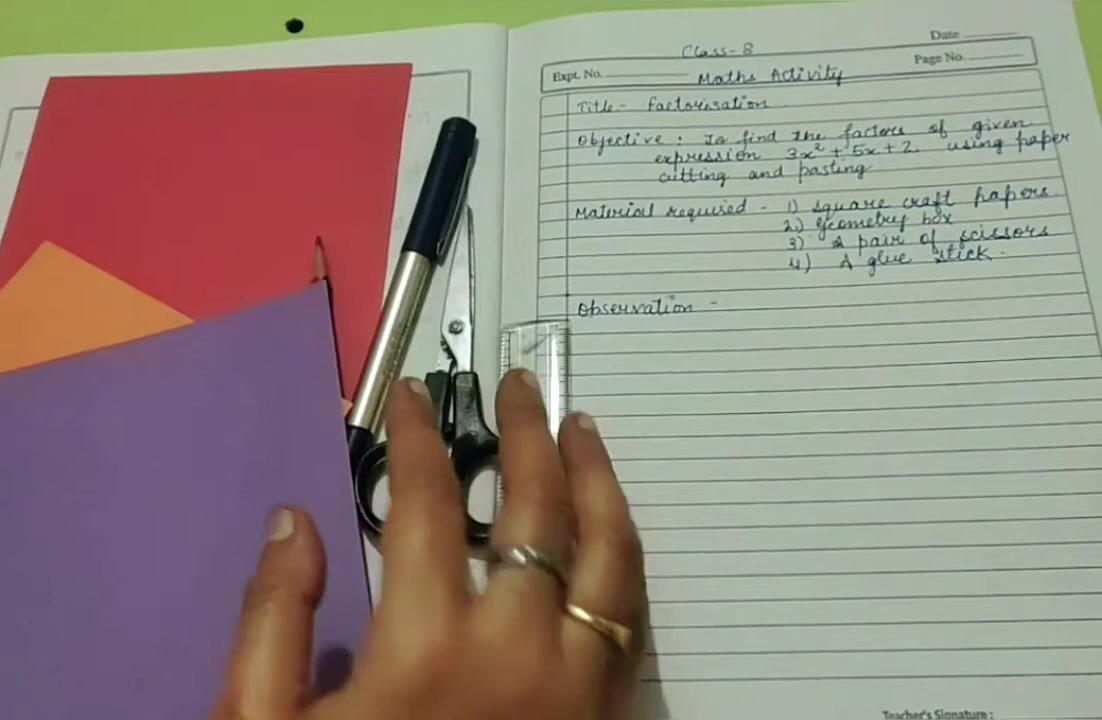 Class-8
Date
Expt. No.
Maths Activity
Page No.
Title- Factorisation
Objective : To find the factors of given
expression 3x² + 5x + 2 using paper
cutting and pasting
Material required - 1) square craft papers
2) geometry box
3) A pair of scissors
4) A glue stick.
Observation -
Teacher's Signature :